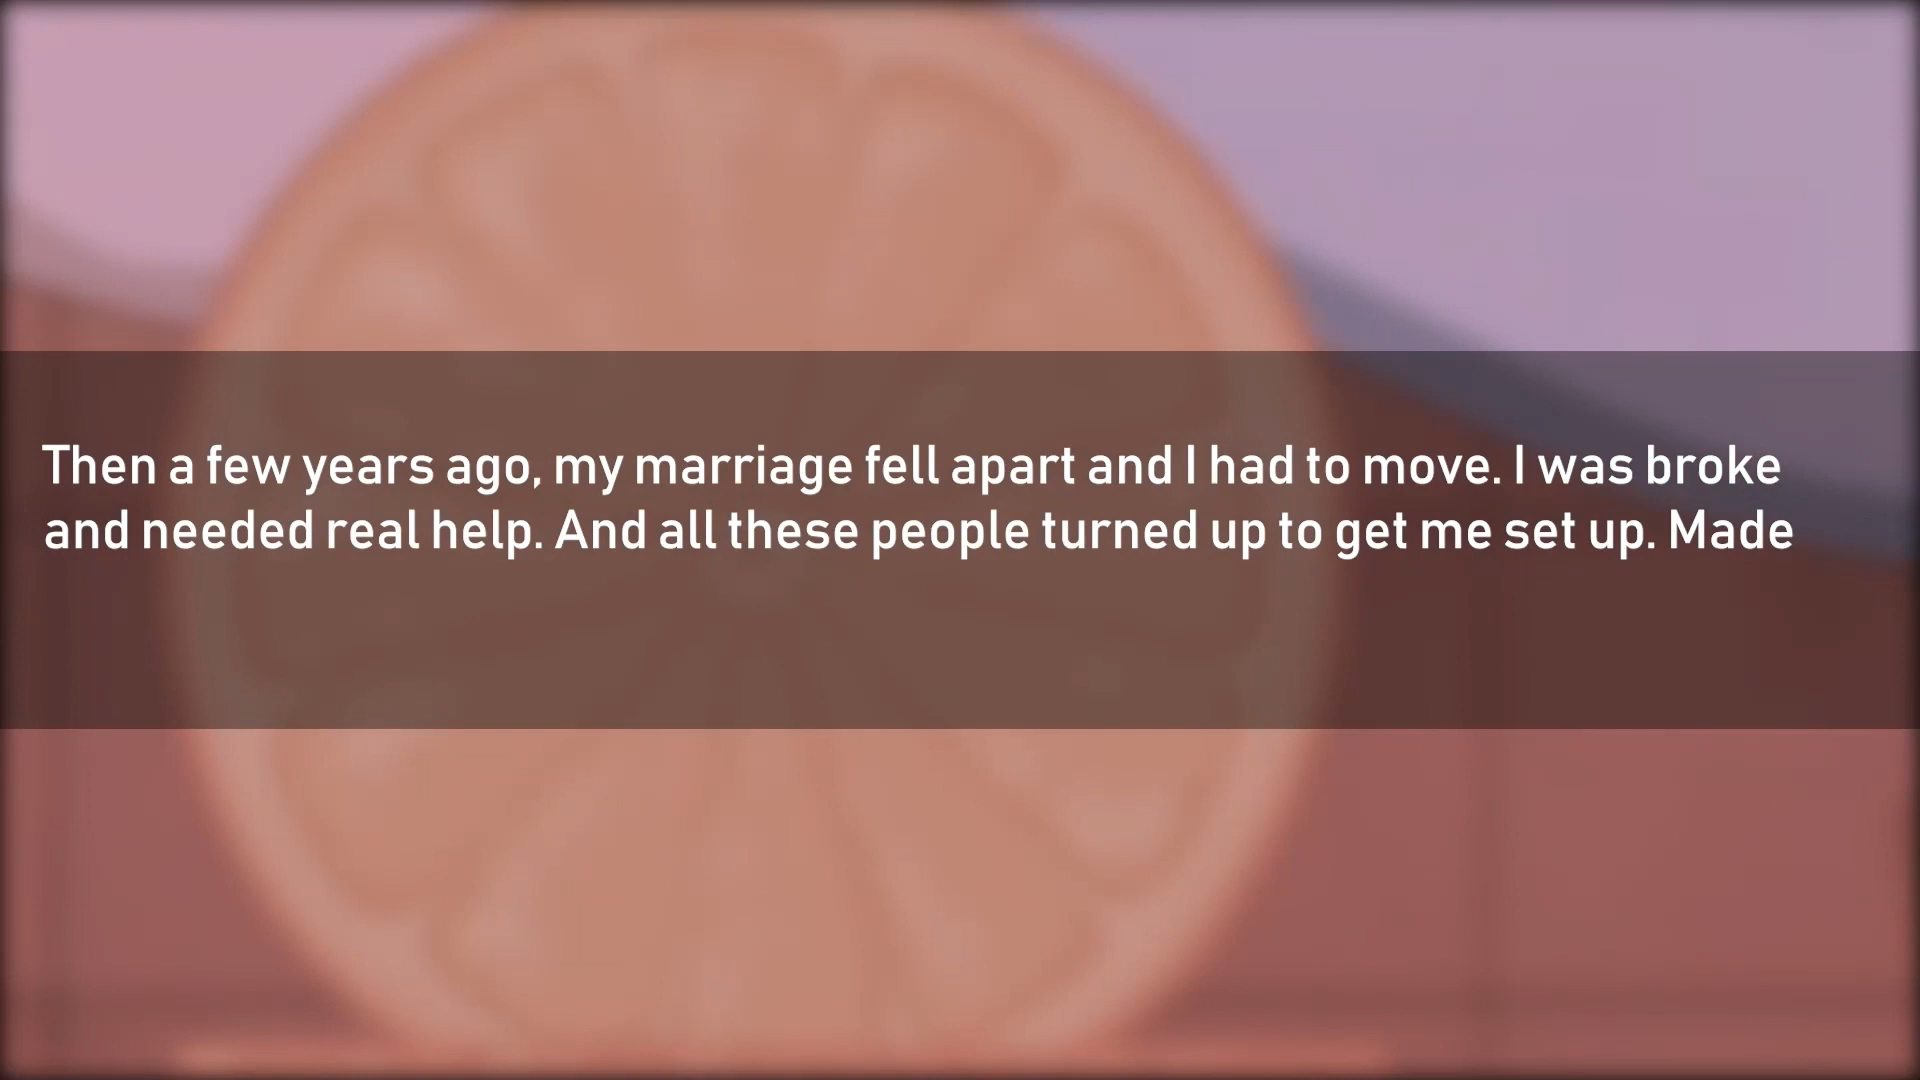 Then a few years ago, my marriage fell apart and I had to move. I was broke
and needed real help. And all these people turned up to get me set up. Made